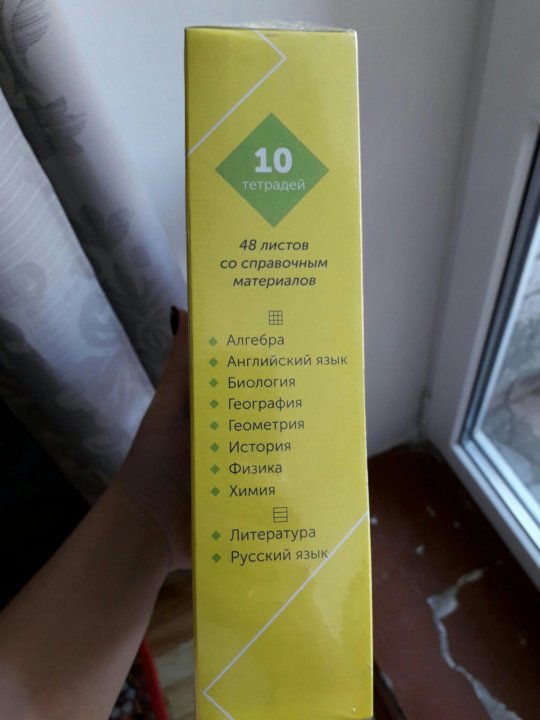 10
тетрадей
48 листов
со справочным
материалов
Алгебра
Английский язык
Биология
География
Геометрия
История
Физика
Химия
Литература
Русский язык